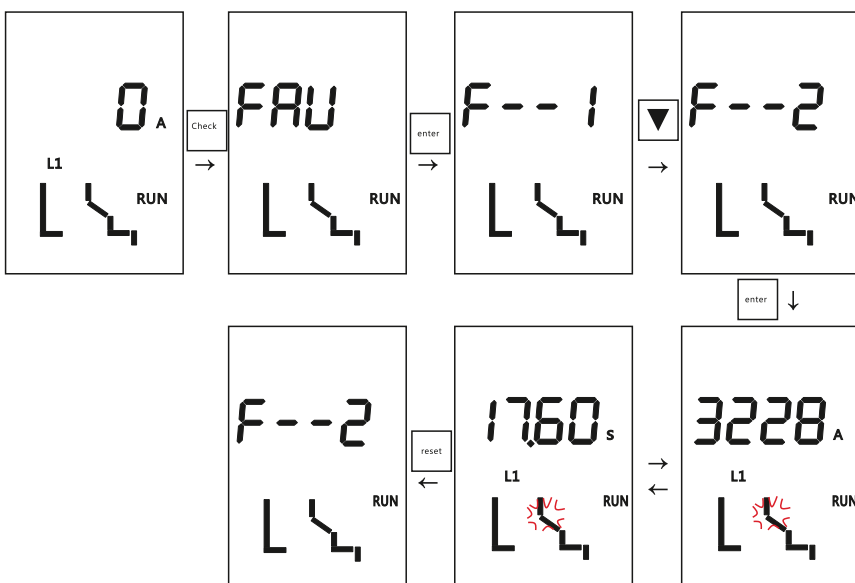 0 A
L1
RUN
Check
→
FAU
RUN
enter
→
F--1
RUN
▼
→
F--2
RUN
enter
↓
3228 A
L1
RUN
→
←
17.60 s
L1
RUN
reset
←
F--2
RUN